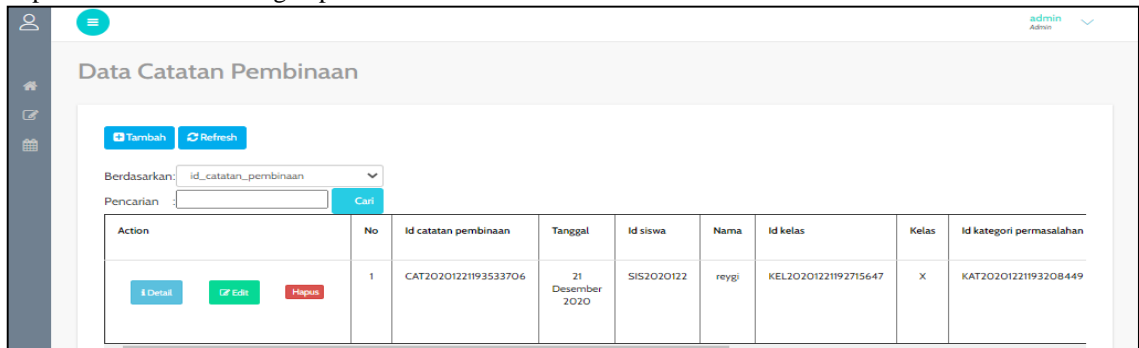 admin
Admin
Data Catatan Pembinaan
Tambah Refresh
Berdasarkan: id_catatan_pembinaan
Pencarian : Cari
Action No Id catatan pembinaan Tanggal Id siswa Nama Id kelas Kelas Id kategori permasalahan
Detail Edit Hapus 1 CAT20201221193533706 21 SIS2020122 reygi KEL20201221192715647 X KAT20201221193208449
Desember
2020